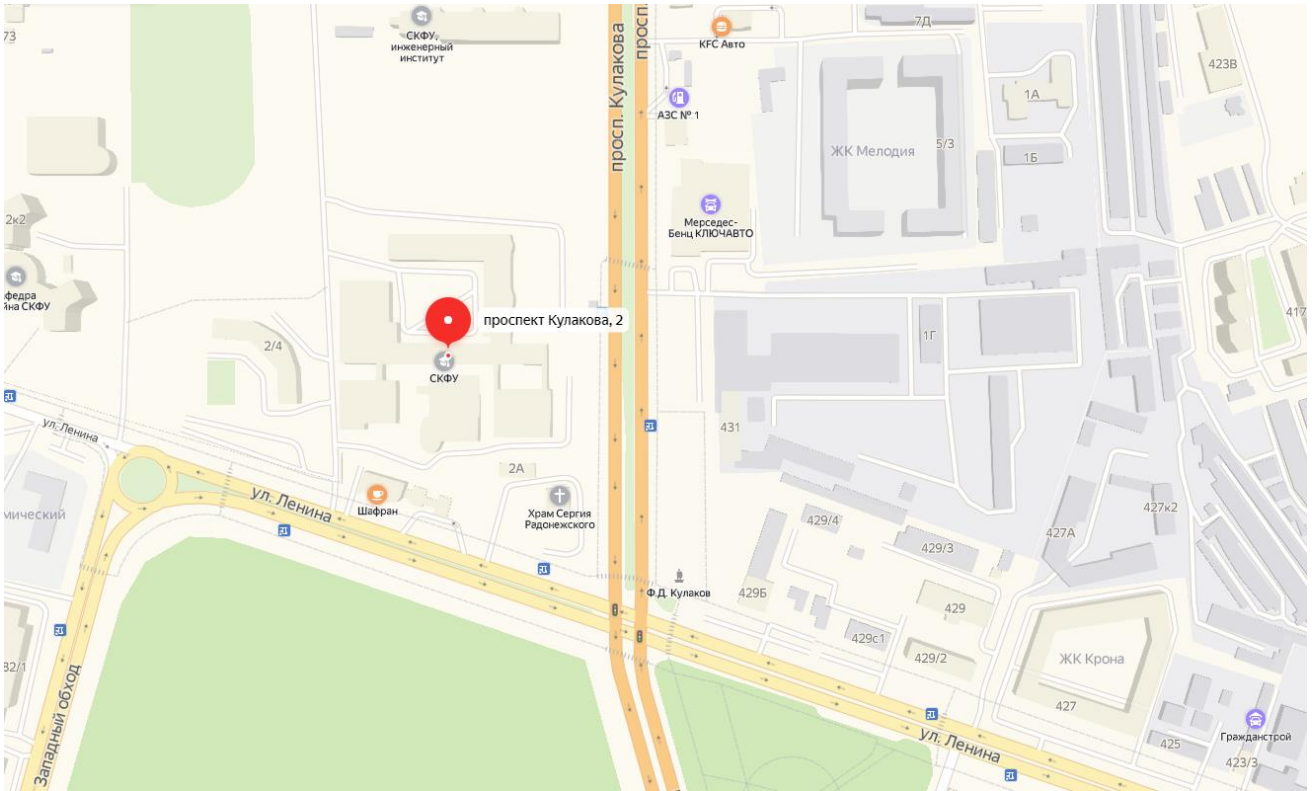 73
СКФУ,
инженерный
институт
просп. Кулакова
просп.
KFC Авто
7Д
423В
АЗС № 1
1А
ЖК Мелодия
5/3
1Б
2к2
Мерседес-
Бенц КЛЮЧАВТО
федра
йна СКФУ
проспект Кулакова, 2
417
2/4
1Г
СКФУ
431
ул. Ленина
2А
ул. Ленина
Шафран
Храм Сергия
Радонежского
мический
429/4
427А
427к2
429/3
Ф.Д. Кулаков
429Б
429
429с1
429/2
ЖК Крона
82/1
Западный обход
427
ул. Ленина
425
Гражданстрой
423/3